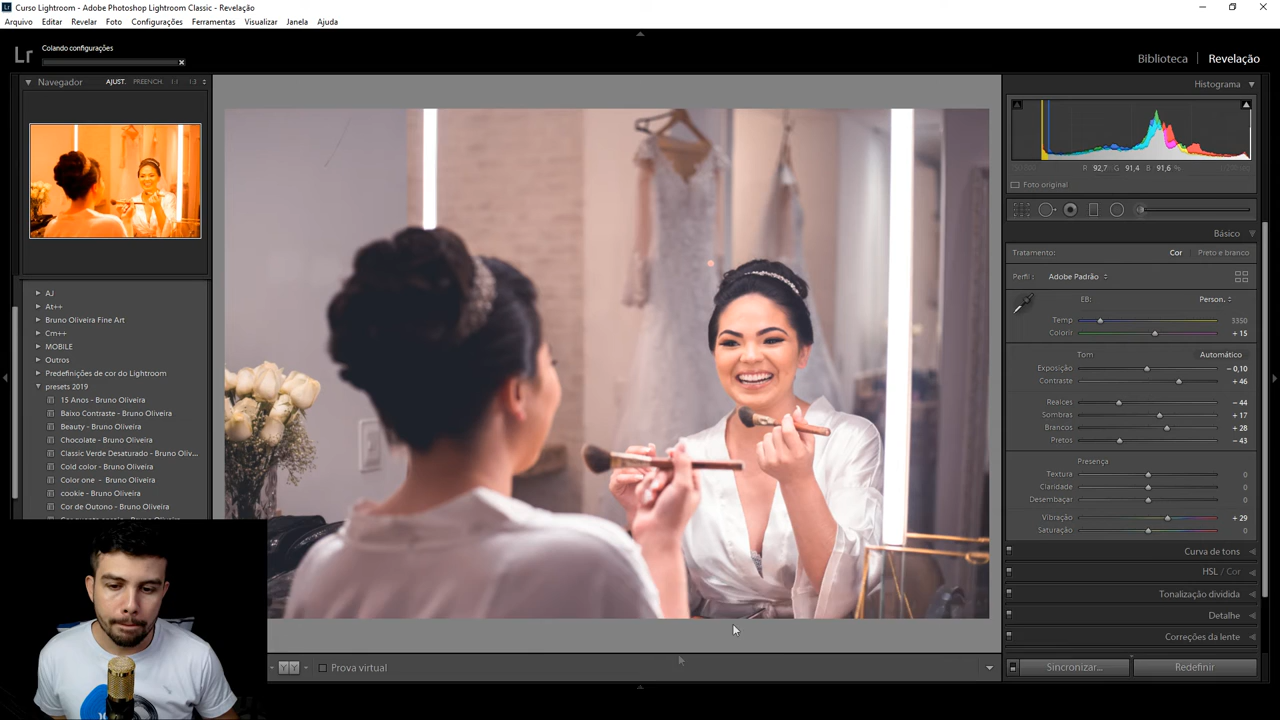 Curso Lightroom - Adobe Photoshop Lightroom Classic - Revelação
Arquivo Editar Revelar Foto Configurações Ferramentas Visualizar Janela Ajuda
Lr
Colando configurações
Biblioteca | Revelação
Navegador AJUST. PREENCH. 1:1 1:3
AJ
At++
Bruno Oliveira Fine Art
Cm++
MOBILE
Outros
Predefinições de cor do Lightroom
presets 2019
15 Anos - Bruno Oliveira
Baixo Contraste - Bruno Oliveira
Beauty - Bruno Oliveira
Chocolate - Bruno Oliveira
Classic Verde Desaturado - Bruno Oliv...
Cold color - Bruno Oliveira
Color one - Bruno Oliveira
cookie - Bruno Oliveira
Cor de Outono - Bruno Oliveira
YY
Prova virtual
Histograma
R 92,7 G 91,4 B 91,6 %
Foto original
Básico
Tratamento: Cor Preto e branco
Perfil: Adobe Padrão
EB: Person.
Temp 3350
Colorir + 15
Tom Automático
Exposição − 0,10
Contraste + 46
Realces − 44
Sombras + 17
Brancos + 28
Pretos − 43
Presença
Textura 0
Claridade 0
Desembaçar 0
Vibração + 29
Saturação 0
Curva de tons
HSL / Cor
Tonalização dividida
Detalhe
Correções da lente
Sincronizar... Redefinir